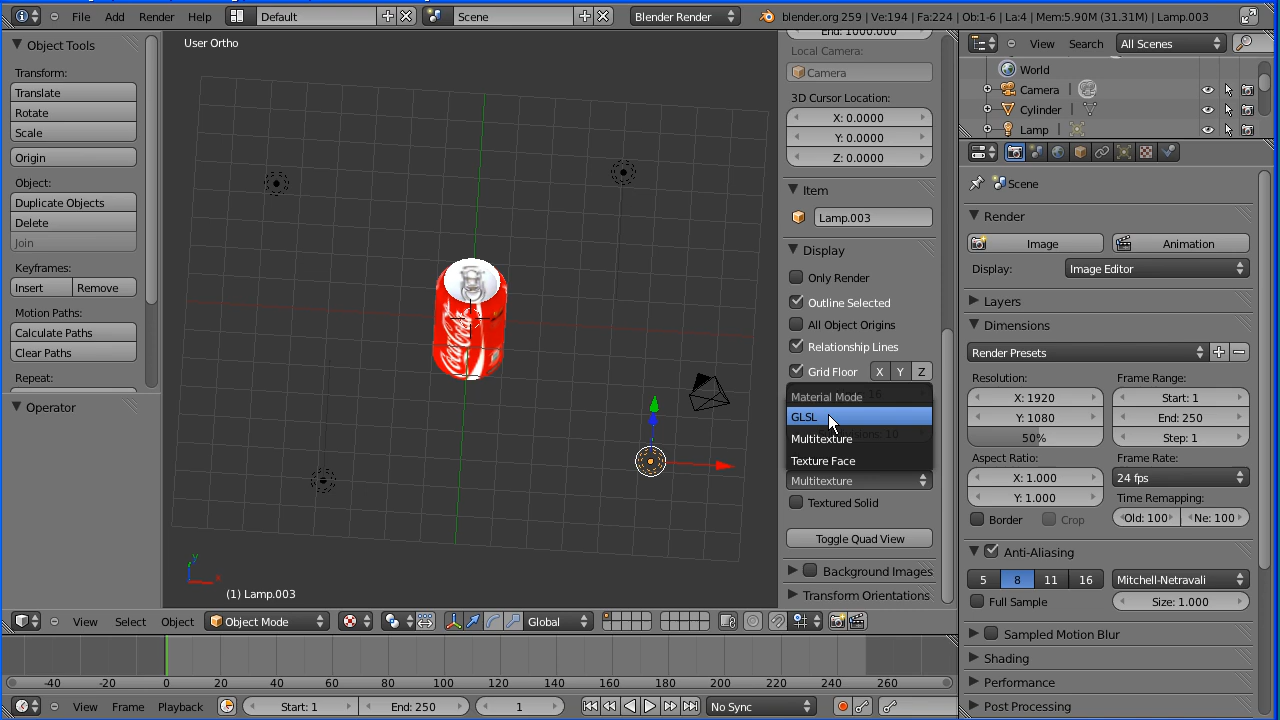 File Add Render Help Default Scene Blender Render blender.org 259 | Ve:194 | Fa:224 | Ob:1-6 | La:4 | Mem:5.90M (31.31M) | Lamp.003
Object Tools
Transform:
Translate
Rotate
Scale
Origin
Object:
Duplicate Objects
Delete
Join
Keyframes:
Insert Remove
Motion Paths:
Calculate Paths
Clear Paths
Repeat:
Operator
User Ortho
Coca-Cola
y
x
(1) Lamp.003
End: 1000.000
Local Camera:
Camera
3D Cursor Location:
X: 0.0000
Y: 0.0000
Z: 0.0000
Item
Lamp.003
Display
Only Render
Outline Selected
All Object Origins
Relationship Lines
Grid Floor X Y Z
Material Mode
GLSL
Multitexture
Texture Face
Multitexture
Textured Solid
Toggle Quad View
Background Images
Transform Orientations
View Search All Scenes
World
Camera
Cylinder
Lamp
Scene
Render
Image Animation
Display: Image Editor
Layers
Dimensions
Render Presets
Resolution: Frame Range:
X: 1920 Start: 1
Y: 1080 End: 250
50% Step: 1
Aspect Ratio: Frame Rate:
X: 1.000 24 fps
Y: 1.000 Time Remapping:
Border Crop Old: 100 Ne: 100
Anti-Aliasing
5 8 11 16 Mitchell-Netravali
Full Sample Size: 1.000
Sampled Motion Blur
Shading
Performance
Post Processing
View Select Object Object Mode Global
-40 -20 0 20 40 60 80 100 120 140 160 180 200 220 240 260
View Frame Playback Start: 1 End: 250 1 No Sync